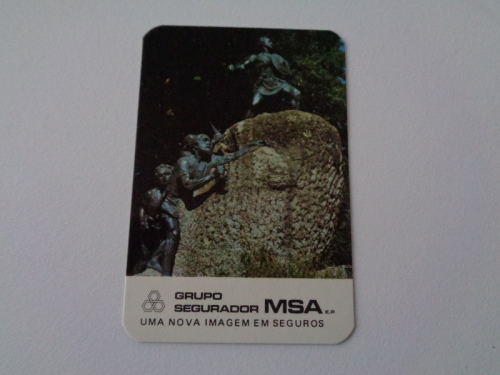 GRUPO
SEGURADOR MSA E.P.
UMA NOVA IMAGEM EM SEGUROS